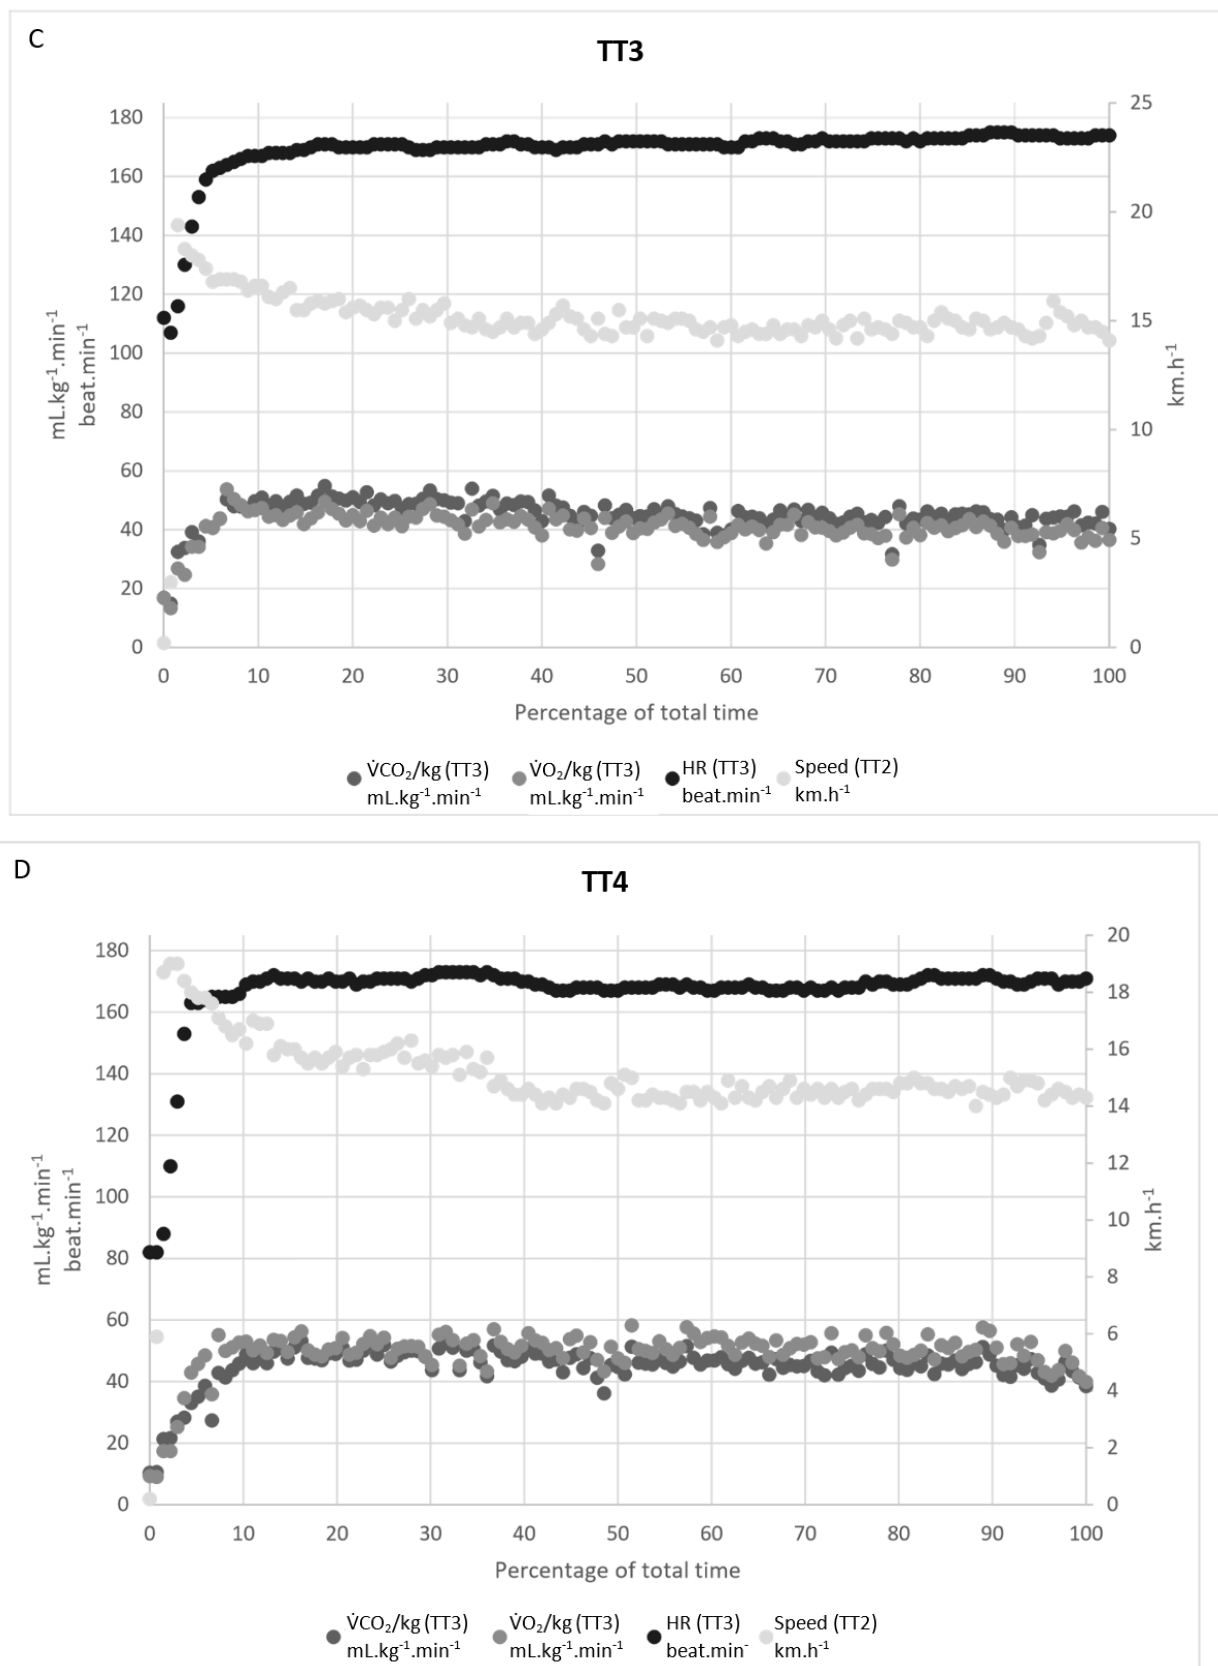 C
TT3
180
160
140
120
100
80
60
40
20
0
25
20
15
10
5
0
mL.kg⁻¹.min⁻¹
beat.min⁻¹
km.h⁻¹
0 10 20 30 40 50 60 70 80 90 100
Percentage of total time
V̇CO₂/kg (TT3) V̇O₂/kg (TT3) HR (TT3) Speed (TT2)
mL.kg⁻¹.min⁻¹ mL.kg⁻¹.min⁻¹ beat.min⁻¹ km.h⁻¹
D
TT4
180
160
140
120
100
80
60
40
20
0
20
18
16
14
12
10
8
6
4
2
0
mL.kg⁻¹.min⁻¹
beat.min⁻¹
km.h⁻¹
0 10 20 30 40 50 60 70 80 90 100
Percentage of total time
V̇CO₂/kg (TT3) V̇O₂/kg (TT3) HR (TT3) Speed (TT2)
mL.kg⁻¹.min⁻¹ mL.kg⁻¹.min⁻¹ beat.min⁻ km.h⁻¹